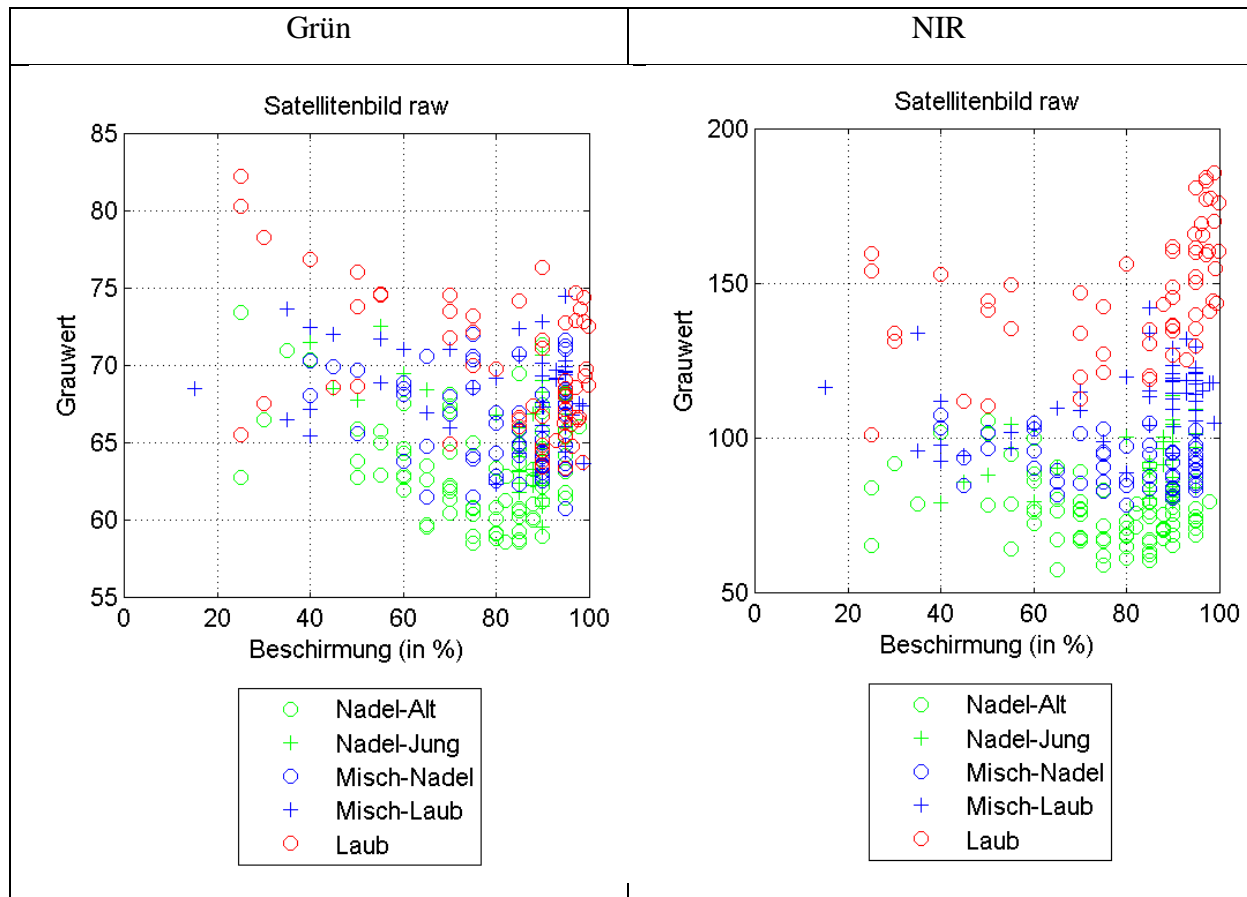 Grün
NIR
Satellitenbild raw
85
80
75
70
65
60
55
Grauwert
0 20 40 60 80 100
Beschirmung (in %)
Nadel-Alt
Nadel-Jung
Misch-Nadel
Misch-Laub
Laub
Satellitenbild raw
200
150
100
50
Grauwert
0 20 40 60 80 100
Beschirmung (in %)
Nadel-Alt
Nadel-Jung
Misch-Nadel
Misch-Laub
Laub